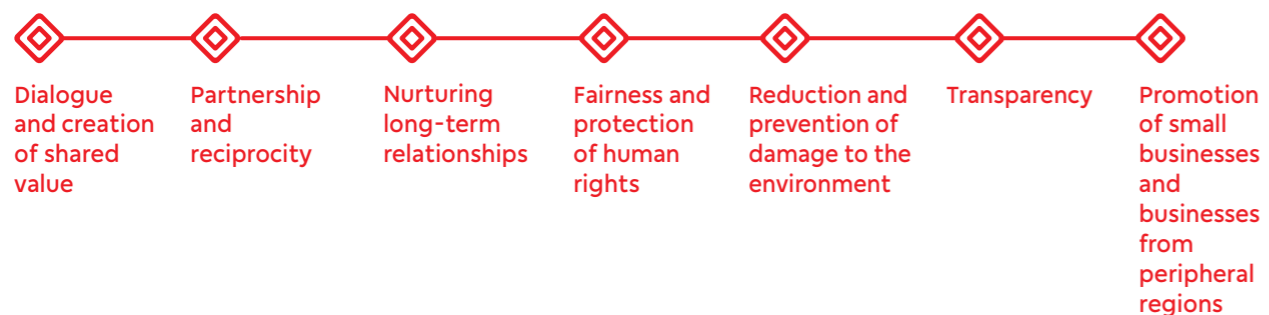 Dialogue
and creation
of shared
value
Partnership
and
reciprocity
Nurturing
long-term
relationships
Fairness and
protection
of human
rights
Reduction and
prevention of
damage to the
environment
Transparency
Promotion
of small
businesses
and
businesses
from
peripheral
regions